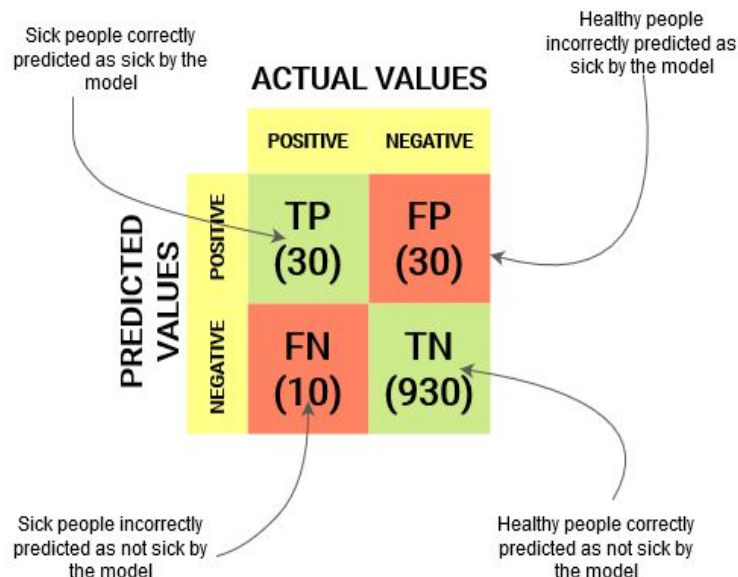 Sick people correctly
predicted as sick by the
model
Healthy people
incorrectly predicted as
sick by the model
ACTUAL VALUES
POSITIVE
NEGATIVE
PREDICTED
VALUES
POSITIVE
TP
(30)
FP
(30)
NEGATIVE
FN
(10)
TN
(930)
Sick people incorrectly
predicted as not sick by
the model
Healthy people correctly
predicted as not sick by
the model